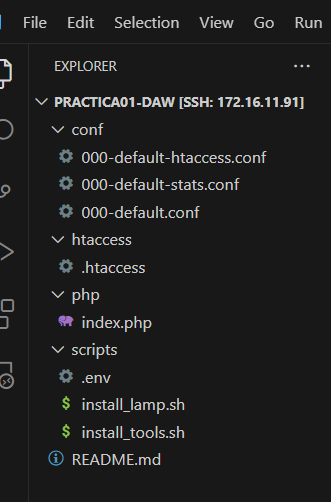 File Edit Selection View Go Run
EXPLORER ...
PRACTICA01-DAW [SSH: 172.16.11.91]
conf
000-default-htaccess.conf
000-default-stats.conf
000-default.conf
htaccess
.htaccess
php
index.php
scripts
.env
$ install_lamp.sh
$ install_tools.sh
README.md